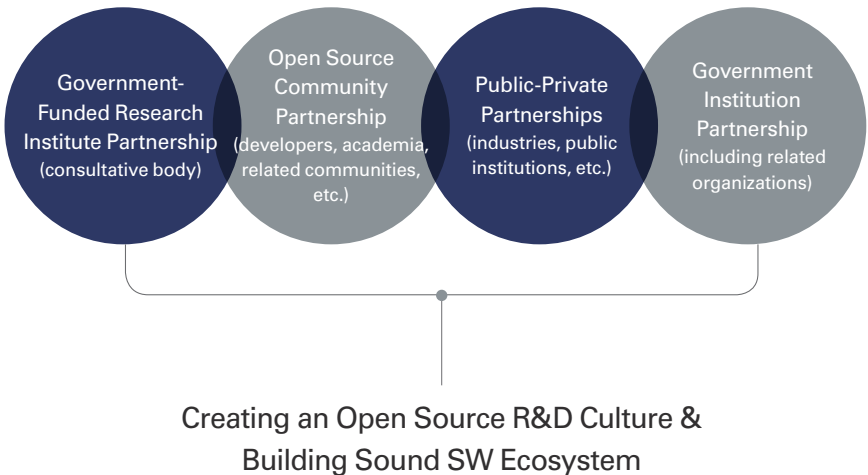 Government-
Funded Research
Institute Partnership
(consultative body)
Open Source
Community
Partnership
(developers, academia,
related communities,
etc.)
Public-Private
Partnerships
(industries, public
institutions, etc.)
Government
Institution
Partnership
(including related
organizations)
Creating an Open Source R&D Culture &
Building Sound SW Ecosystem